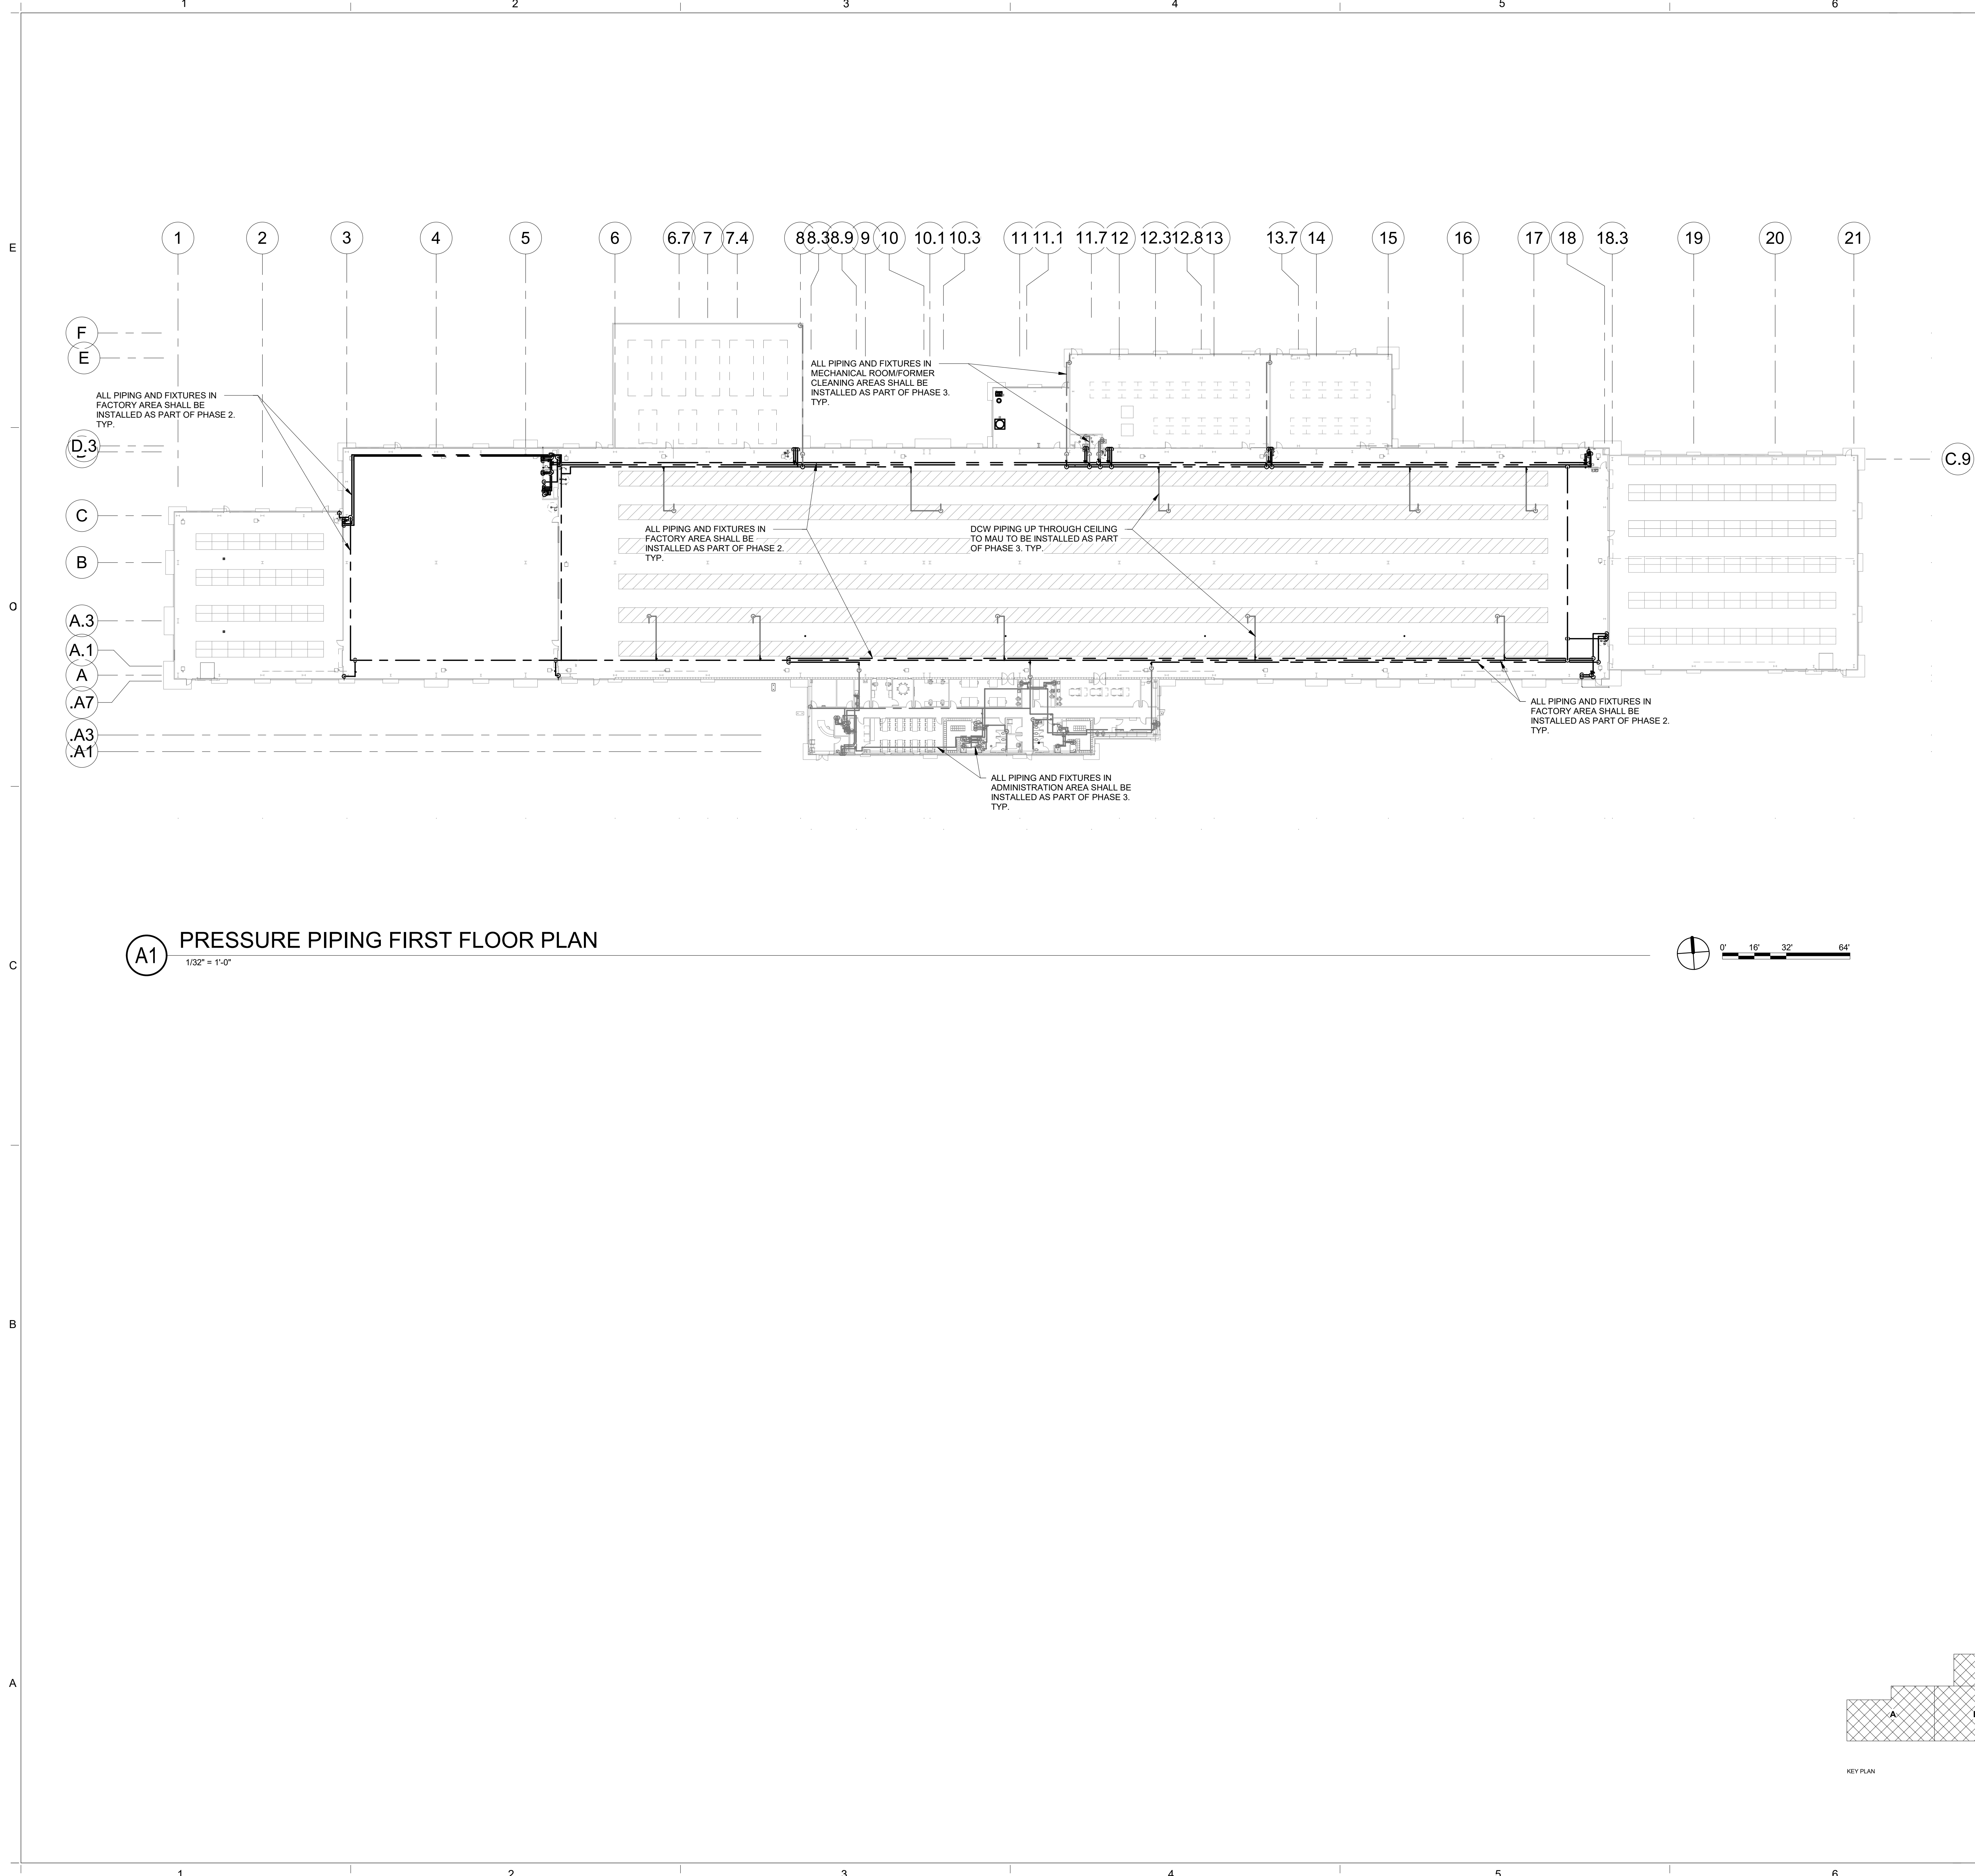 1 2 3 4 5 6
1 2 3 4 5 6 6.7 7 7.4 8 8.3 8.9 9 10 10.1 10.3 11 11.1 11.7 12 12.3 12.8 13 13.7 14 15 16 17 18 18.3 19 20 21
E
F
E
ALL PIPING AND FIXTURES IN
MECHANICAL ROOM/FORMER
CLEANING AREAS SHALL BE
INSTALLED AS PART OF PHASE 3.
TYP.
ALL PIPING AND FIXTURES IN
FACTORY AREA SHALL BE
INSTALLED AS PART OF PHASE 2.
TYP.
D.3
C.9
C
ALL PIPING AND FIXTURES IN
FACTORY AREA SHALL BE
INSTALLED AS PART OF PHASE 2.
TYP.
DCW PIPING UP THROUGH CEILING
TO MAU TO BE INSTALLED AS PART
OF PHASE 3. TYP.
B
A.3
A.1
A
.A7
.A3
.A1
ALL PIPING AND FIXTURES IN
FACTORY AREA SHALL BE
INSTALLED AS PART OF PHASE 2.
TYP.
ALL PIPING AND FIXTURES IN
ADMINISTRATION AREA SHALL BE
INSTALLED AS PART OF PHASE 3.
TYP.
A1
PRESSURE PIPING FIRST FLOOR PLAN
1/32" = 1'-0"
0' 16' 32' 64'
C
B
A
A
KEY PLAN
1 2 3 4 5 6